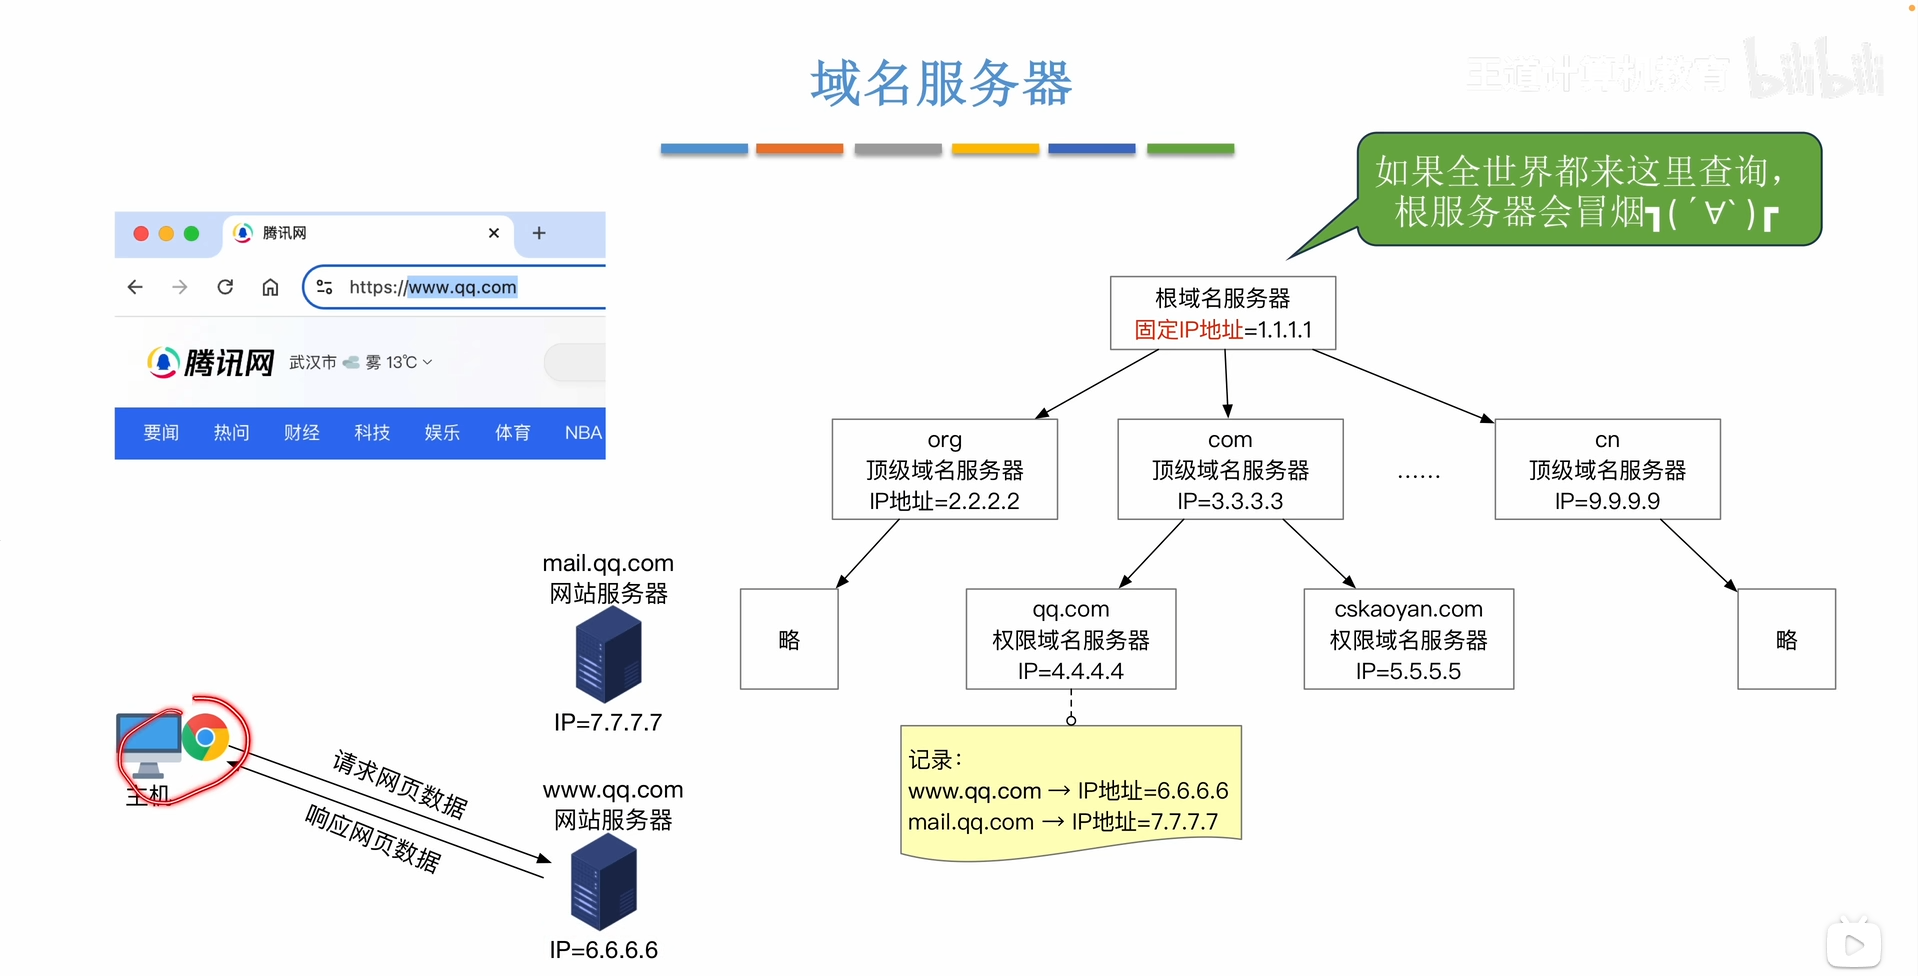 域名服务器
王道计算机教育 bilibili
如果全世界都来这里查询，
根服务器会冒烟┓(´∀`)┏
腾讯网
https://www.qq.com
腾讯网 武汉市 雾 13℃
要闻 热问 财经 科技 娱乐 体育 NBA
根域名服务器
固定IP地址=1.1.1.1
org
顶级域名服务器
IP地址=2.2.2.2
com
顶级域名服务器
IP=3.3.3.3
……
cn
顶级域名服务器
IP=9.9.9.9
略
qq.com
权限域名服务器
IP=4.4.4.4
cskaoyan.com
权限域名服务器
IP=5.5.5.5
略
记录：
www.qq.com → IP地址=6.6.6.6
mail.qq.com → IP地址=7.7.7.7
mail.qq.com
网站服务器
IP=7.7.7.7
主机
请求网页数据
响应网页数据
www.qq.com
网站服务器
IP=6.6.6.6